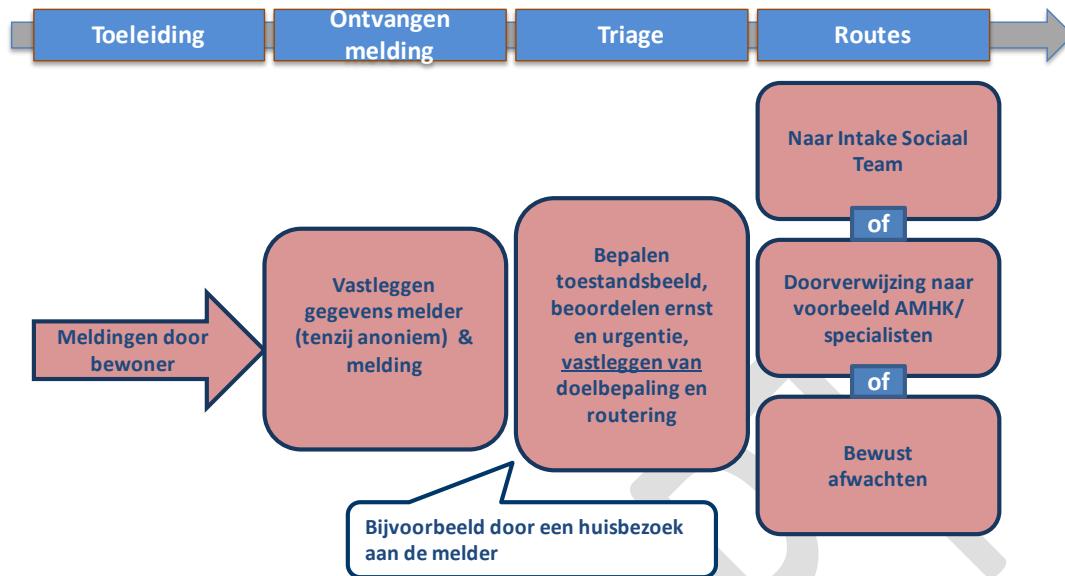 Toeleiding
Ontvangen
melding
Triage
Routes
Meldingen door
bewoner
Vastleggen
gegevens melder
(tenzij anoniem) &
melding
Bepalen
toestandsbeeld,
beoordelen ernst
en urgentie,
vastleggen van
doelbepaling en
routering
Bijvoorbeeld door een huisbezoek
aan de melder
Naar Intake Sociaal
Team
of
Doorverwijzing naar
voorbeeld AMHK/
specialisten
of
Bewust
afwachten